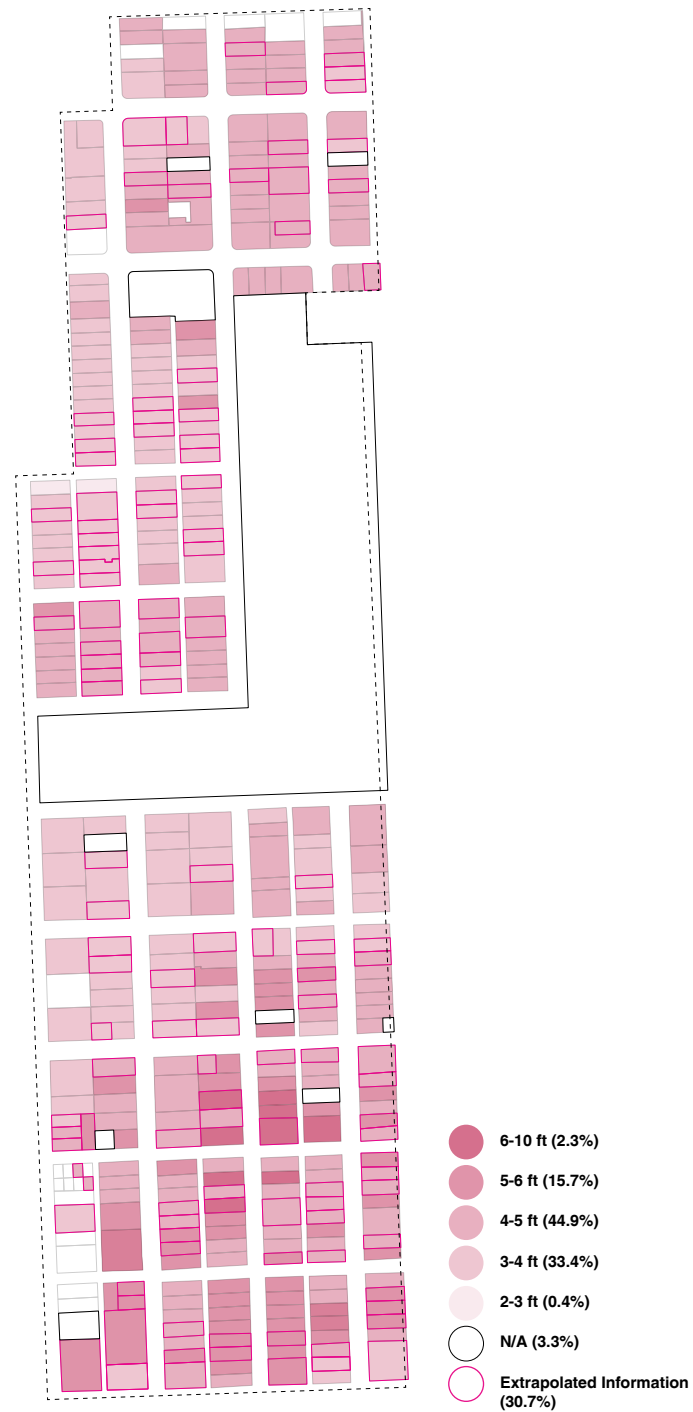 6-10 ft (2.3%)
5-6 ft (15.7%)
4-5 ft (44.9%)
3-4 ft (33.4%)
2-3 ft (0.4%)
N/A (3.3%)
Extrapolated Information
(30.7%)